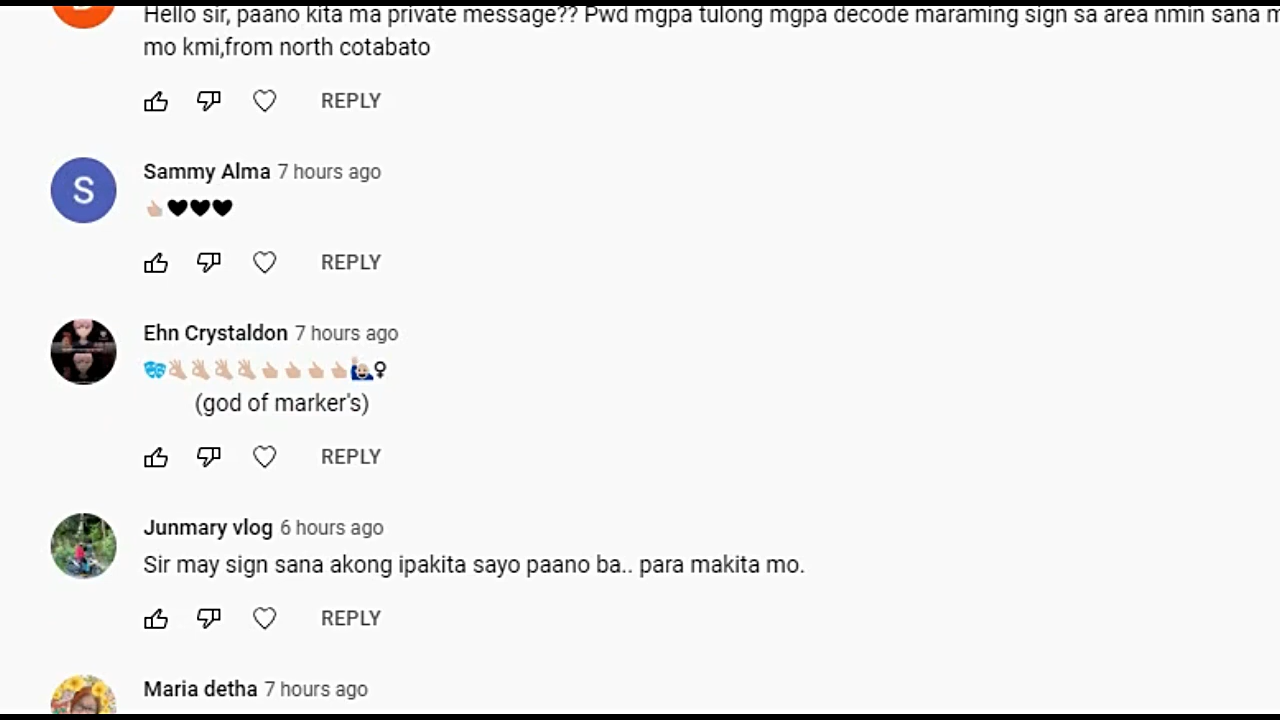 Hello sir, paano kita ma private message?? Pwd mgpa tulong mgpa decode maraming sign sa area nmin sana
mo kmi,from north cotabato
REPLY
S
Sammy Alma 7 hours ago
👆🏼🖤🖤🖤
REPLY
Ehn Crystaldon 7 hours ago
🎭👌🏼👌🏼👌🏼👌🏼👆🏼👆🏼👆🏼👆🏼🙋🏼♀
(god of marker's)
REPLY
Junmary vlog 6 hours ago
Sir may sign sana akong ipakita sayo paano ba.. para makita mo.
REPLY
Maria detha 7 hours ago